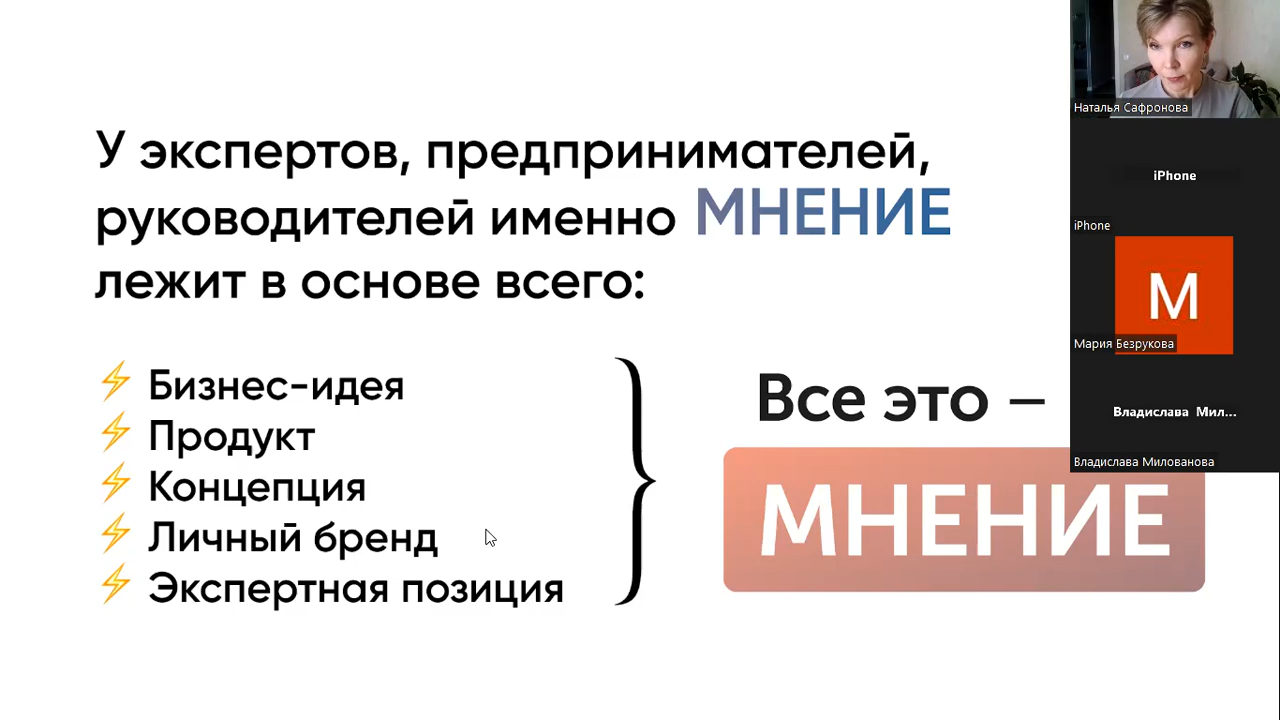 У экспертов, предпринимателей,
руководителей именно МНЕНИЕ
лежит в основе всего:
Бизнес-идея
Продукт
Концепция
Личный бренд
Экспертная позиция
Все это –
МНЕНИЕ
Наталья Сафронова
iPhone
iPhone
М
Мария Безрукова
Владислава Мил...
Владислава Милованова